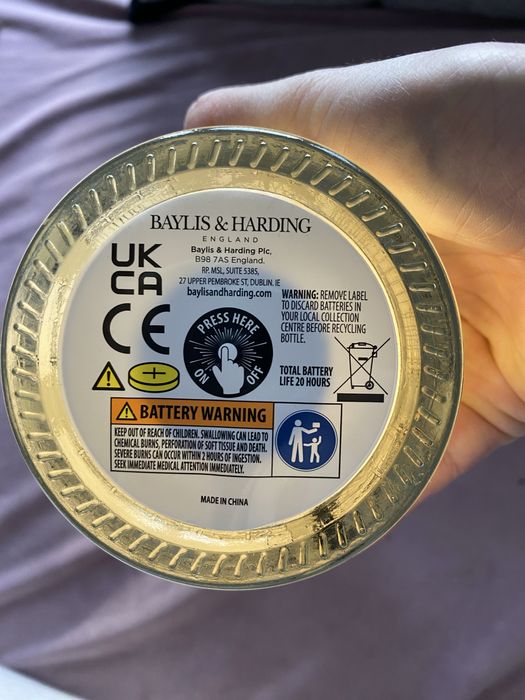 BAYLIS & HARDING
ENGLAND
Baylis & Harding Plc,
B98 7AS England.
RP. MSL, SUITE 5385,
27 UPPER PEMBROKE ST, DUBLIN. IE
baylisandharding.com
UK
CA
CE
WARNING: REMOVE LABEL
TO DISCARD BATTERIES IN
YOUR LOCAL COLLECTION
CENTRE BEFORE RECYCLING
BOTTLE.
PRESS HERE
ON OFF
TOTAL BATTERY
LIFE 20 HOURS
BATTERY WARNING
KEEP OUT OF REACH OF CHILDREN. SWALLOWING CAN LEAD TO
CHEMICAL BURNS, PERFORATION OF SOFT TISSUE AND DEATH.
SEVERE BURNS CAN OCCUR WITHIN 2 HOURS OF INGESTION.
SEEK IMMEDIATE MEDICAL ATTENTION IMMEDIATELY.
MADE IN CHINA